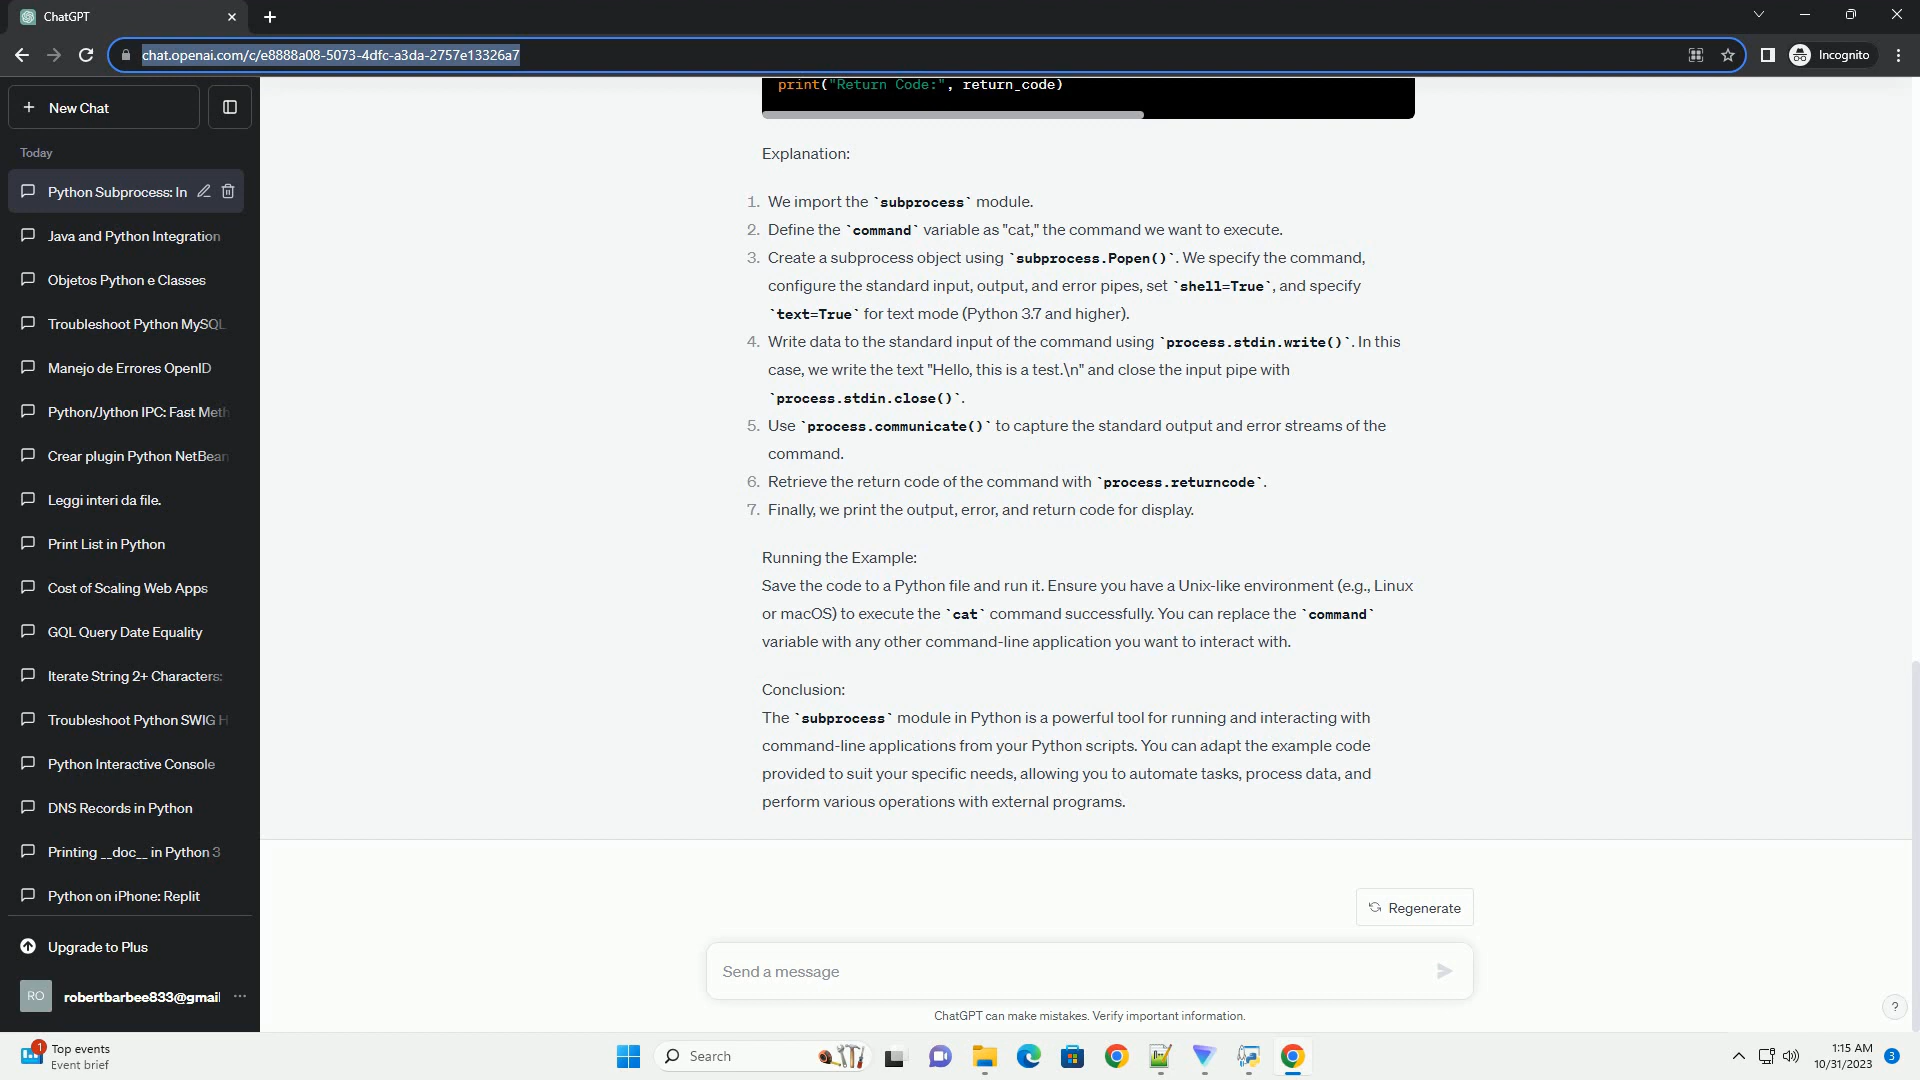 ChatGPT
chat.openai.com/c/e8888a08-5073-4dfc-a3da-2757e13326a7
Incognito
New Chat
Today
Python Subprocess: In
Java and Python Integration
Objetos Python e Classes
Troubleshoot Python MySQL
Manejo de Errores OpenID
Python/Jython IPC: Fast Meth
Crear plugin Python NetBean
Leggi interi da file.
Print List in Python
Cost of Scaling Web Apps
GQL Query Date Equality
Iterate String 2+ Characters:
Troubleshoot Python SWIG H
Python Interactive Console
DNS Records in Python
Printing __doc__ in Python 3
Python on iPhone: Replit
Upgrade to Plus
RO
robertbarbee833@gmail
print("Return Code:", return_code)
Explanation:
1. We import the `subprocess` module.
2. Define the `command` variable as "cat," the command we want to execute.
3. Create a subprocess object using `subprocess.Popen()`. We specify the command,
configure the standard input, output, and error pipes, set `shell=True`, and specify
`text=True` for text mode (Python 3.7 and higher).
4. Write data to the standard input of the command using `process.stdin.write()`. In this
case, we write the text "Hello, this is a test.\n" and close the input pipe with
`process.stdin.close()`.
5. Use `process.communicate()` to capture the standard output and error streams of the
command.
6. Retrieve the return code of the command with `process.returncode`.
7. Finally, we print the output, error, and return code for display.
Running the Example:
Save the code to a Python file and run it. Ensure you have a Unix-like environment (e.g., Linux
or macOS) to execute the `cat` command successfully. You can replace the `command`
variable with any other command-line application you want to interact with.
Conclusion:
The `subprocess` module in Python is a powerful tool for running and interacting with
command-line applications from your Python scripts. You can adapt the example code
provided to suit your specific needs, allowing you to automate tasks, process data, and
perform various operations with external programs.
Regenerate
Send a message
ChatGPT can make mistakes. Verify important information.
?
1
Top events
Event brief
Search
1:15 AM
10/31/2023
3